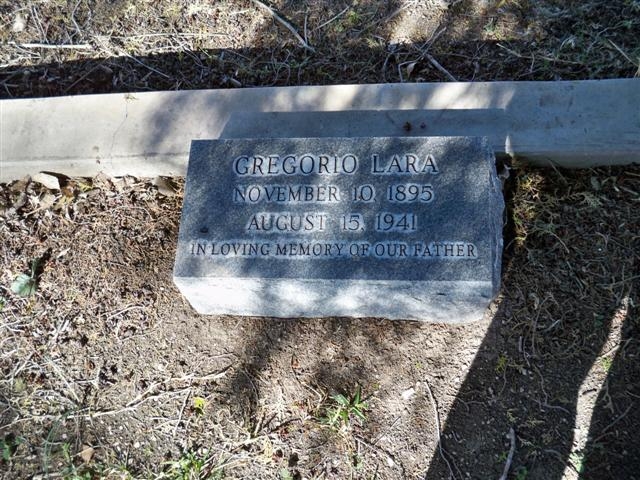 GREGORIO LARA
NOVEMBER 10, 1895
AUGUST 15, 1941
IN LOVING MEMORY OF OUR FATHER